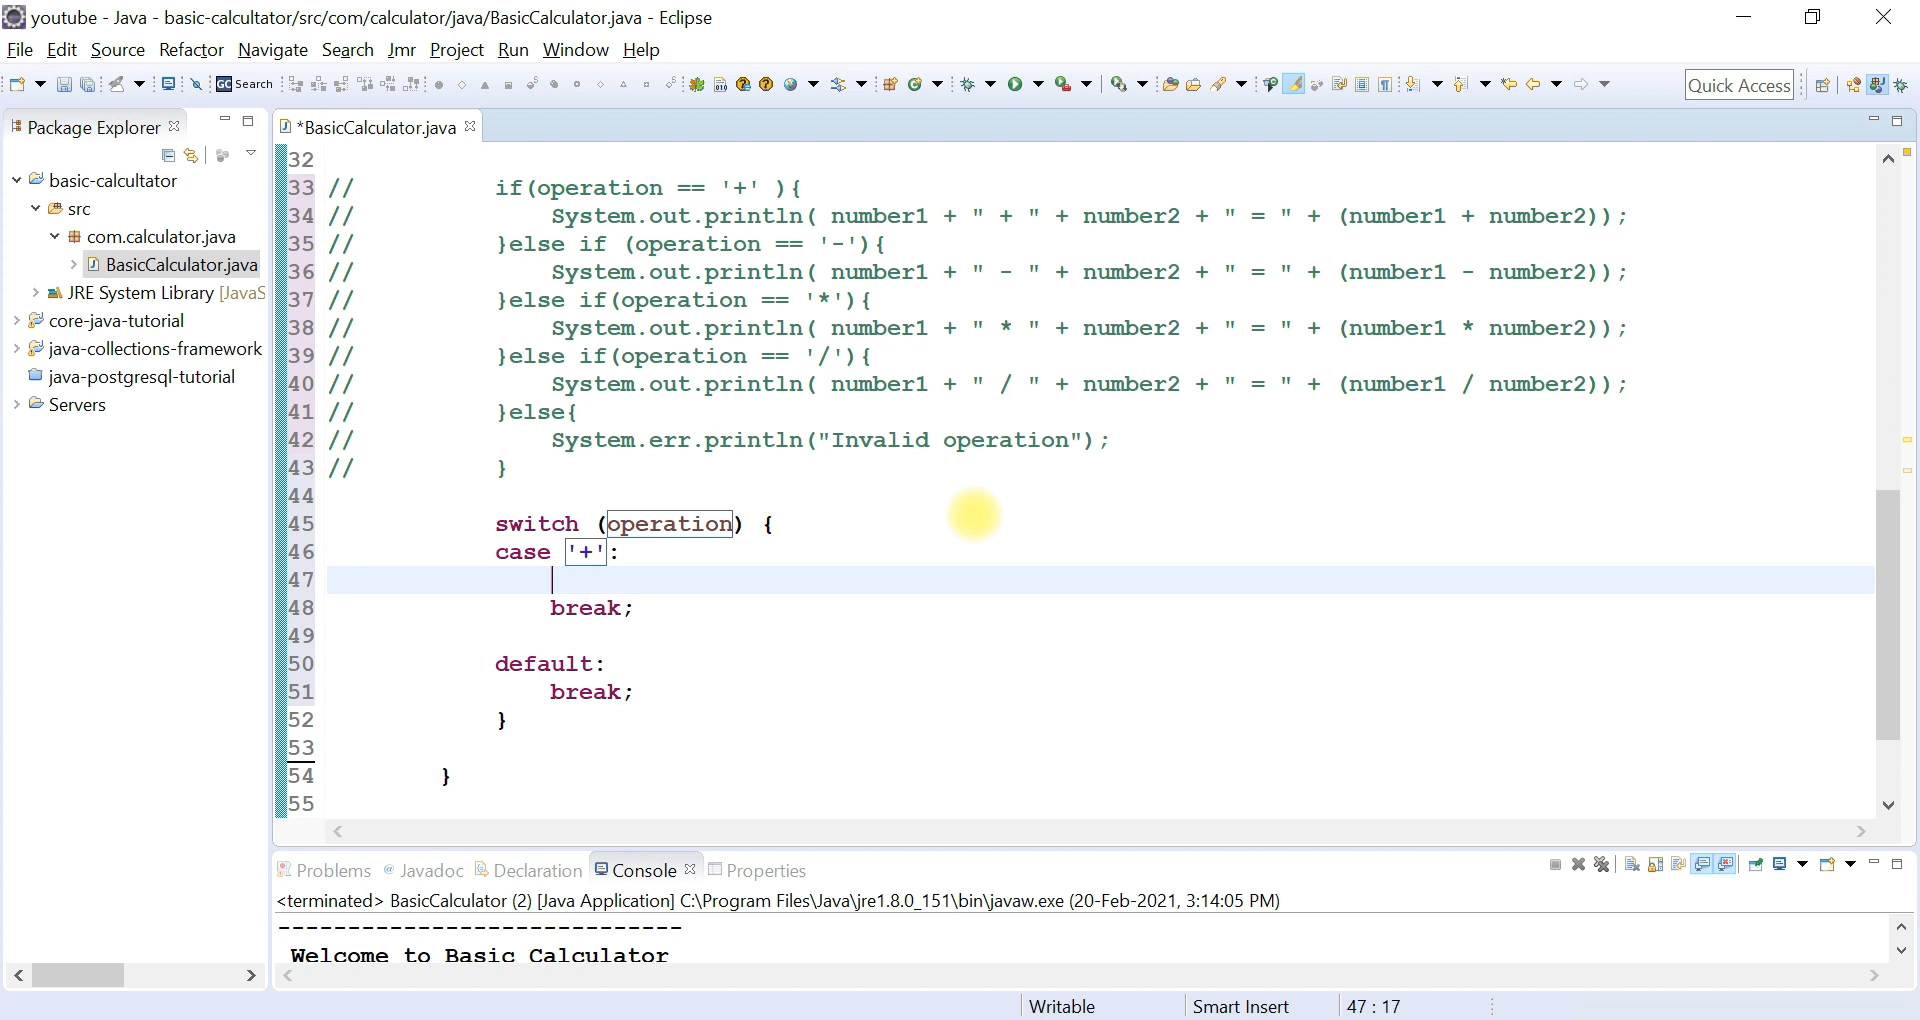 youtube - Java - basic-calcultator/src/com/calculator/java/BasicCalculator.java - Eclipse
File Edit Source Refactor Navigate Search Jmr Project Run Window Help
GC Search Quick Access
Package Explorer
*BasicCalculator.java
basic-calcultator
src
com.calculator.java
BasicCalculator.java
JRE System Library [JavaS
core-java-tutorial
java-collections-framework
java-postgresql-tutorial
Servers
32
33 // if(operation == '+' ){
34 // System.out.println( number1 + " + " + number2 + " = " + (number1 + number2));
35 // }else if (operation == '-'){
36 // System.out.println( number1 + " - " + number2 + " = " + (number1 - number2));
37 // }else if(operation == '*'){
38 // System.out.println( number1 + " * " + number2 + " = " + (number1 * number2));
39 // }else if(operation == '/'){
40 // System.out.println( number1 + " / " + number2 + " = " + (number1 / number2));
41 // }else{
42 // System.err.println("Invalid operation");
43 // }
44
45 switch (operation) {
46 case '+':
47
48 break;
49
50 default:
51 break;
52 }
53
54 }
55
Problems @ Javadoc Declaration Console Properties
<terminated> BasicCalculator (2) [Java Application] C:\Program Files\Java\jre1.8.0_151\bin\javaw.exe (20-Feb-2021, 3:14:05 PM)
------------------------------
Welcome to Basic Calculator
Writable Smart Insert 47 : 17